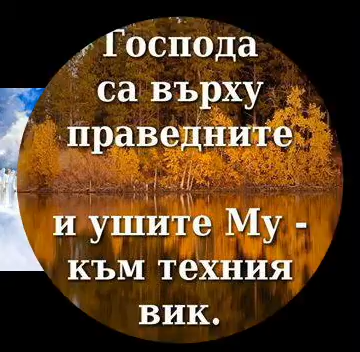 Господа
са върху
праведните
и ушите Му -
към техния
вик.